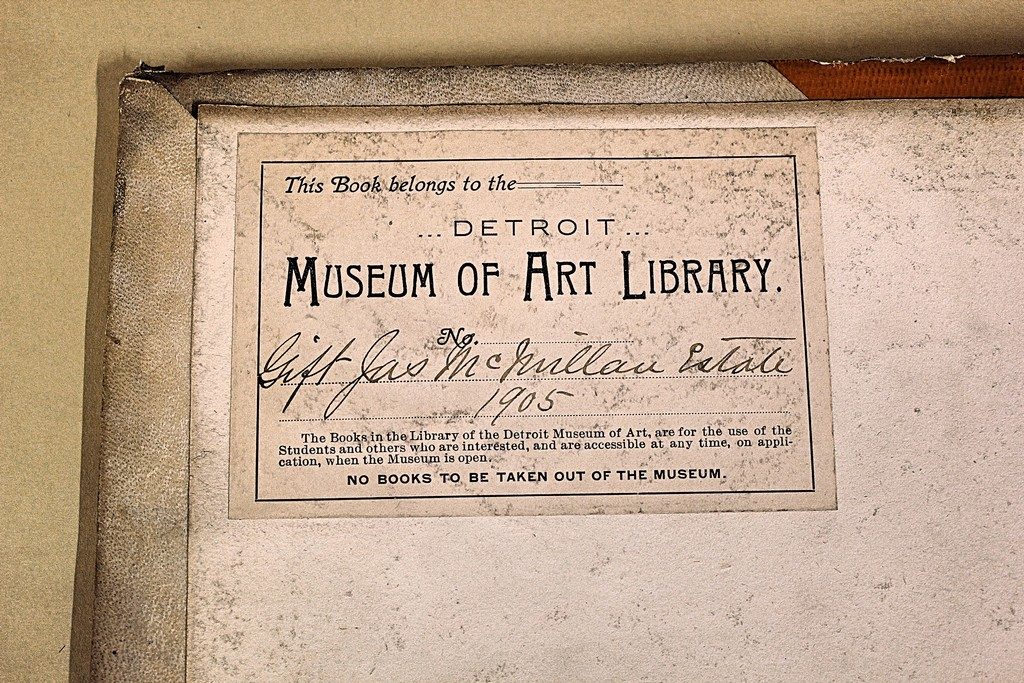 This Book belongs to the
... DETROIT ...
MUSEUM OF ART LIBRARY.
No.
Gift Jas McMillan Estate
1905
The Books in the Library of the Detroit Museum of Art, are for the use of the
Students and others who are interested, and are accessible at any time, on appli-
cation, when the Museum is open.
NO BOOKS TO BE TAKEN OUT OF THE MUSEUM.